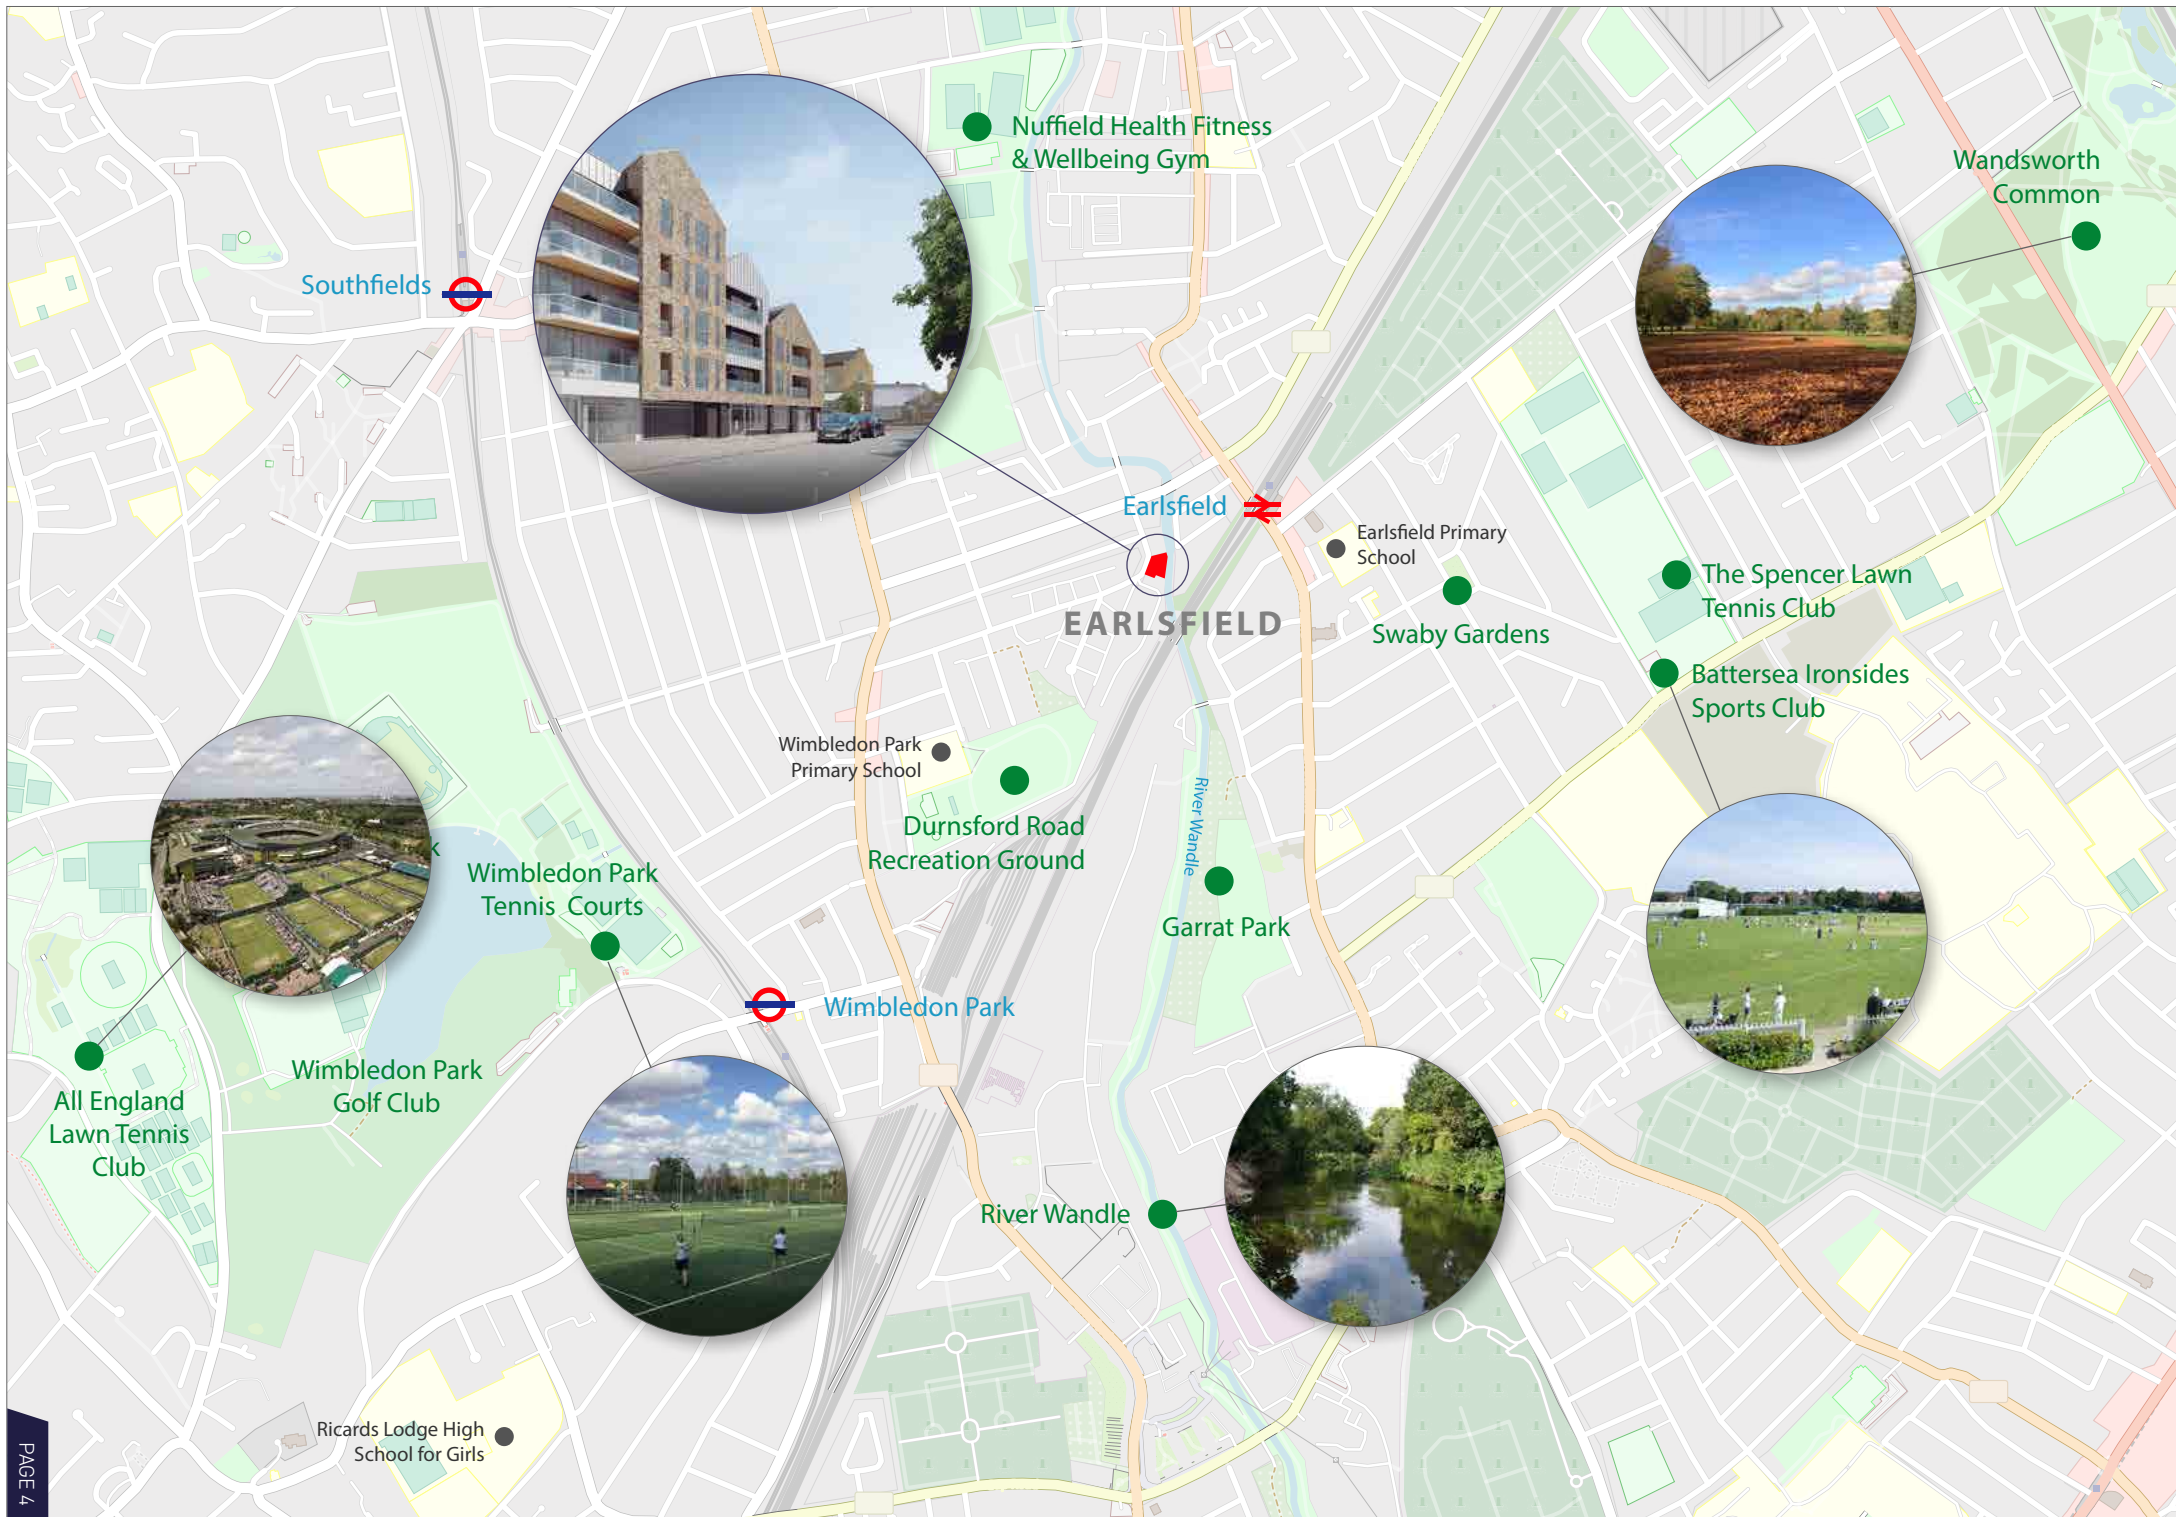 Nuffield Health Fitness
& Wellbeing Gym
Wandsworth
Common
Southfields
Earlsfield
Earlsfield Primary
School
The Spencer Lawn
Tennis Club
EARLSFIELD
Swaby Gardens
Battersea Ironsides
Sports Club
Wimbledon Park
Primary School
River Wandle
Durnsford Road
Recreation Ground
k
Wimbledon Park
Tennis Courts
Garrat Park
Wimbledon Park
Wimbledon Park
Golf Club
All England
Lawn Tennis
Club
River Wandle
Ricards Lodge High
School for Girls
PAGE 4